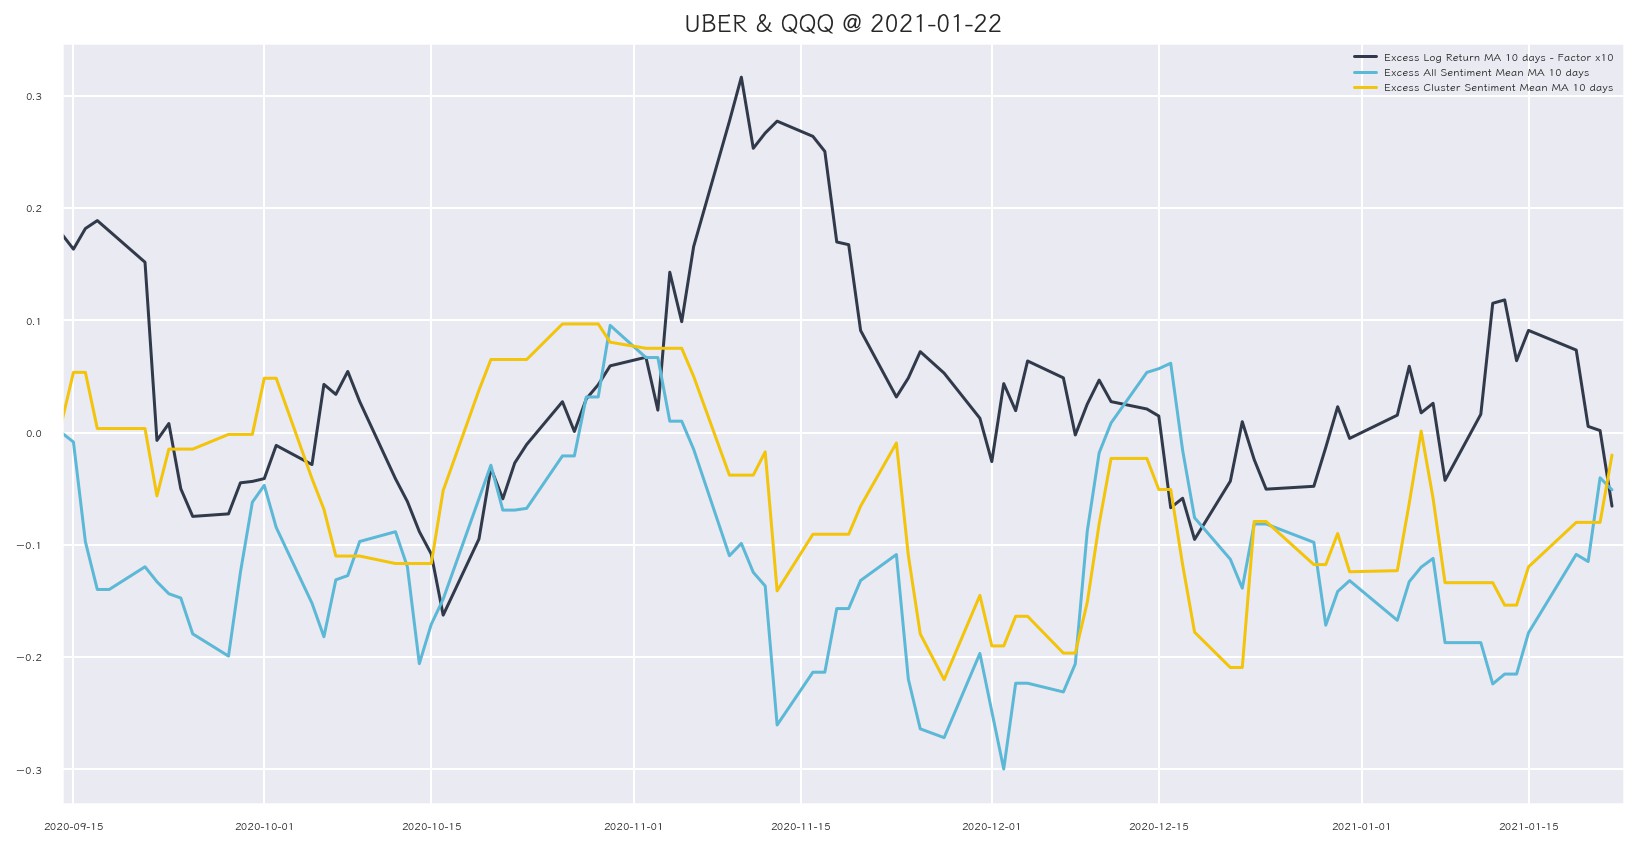 UBER & QQQ @ 2021-01-22
Excess Log Return MA 10 days - Factor x10
Excess All Sentiment Mean MA 10 days
Excess Cluster Sentiment Mean MA 10 days
0.3
0.2
0.1
0.0
−0.1
−0.2
−0.3
2020-09-15 2020-10-01 2020-10-15 2020-11-01 2020-11-15 2020-12-01 2020-12-15 2021-01-01 2021-01-15